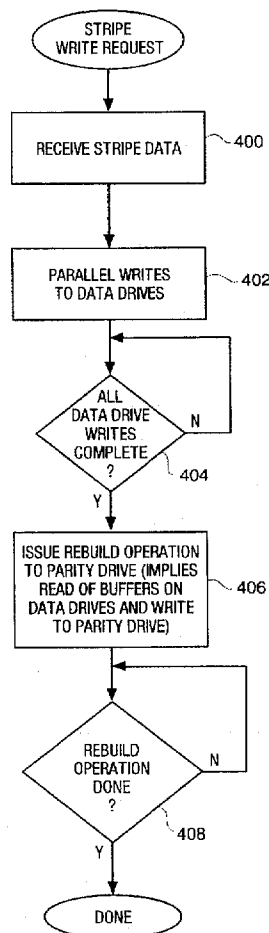 STRIPE
WRITE REQUEST
RECEIVE STRIPE DATA
400
PARALLEL WRITES
TO DATA DRIVES
402
ALL
DATA DRIVE
WRITES
COMPLETE
?
N
404
Y
ISSUE REBUILD OPERATION
TO PARITY DRIVE (IMPLIES
READ OF BUFFERS ON
DATA DRIVES AND WRITE
TO PARITY DRIVE)
406
REBUILD
OPERATION
DONE
?
N
408
Y
DONE